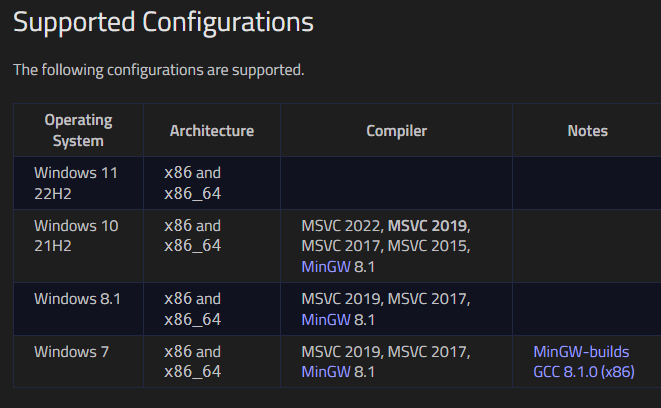 Supported Configurations
The following configurations are supported.
Operating
System
Architecture
Compiler
Notes
Windows 11
22H2
x86 and
x86_64
Windows 10
21H2
x86 and
x86_64
MSVC 2022, MSVC 2019,
MSVC 2017, MSVC 2015,
MinGW 8.1
Windows 8.1
x86 and
x86_64
MSVC 2019, MSVC 2017,
MinGW 8.1
Windows 7
x86 and
x86_64
MSVC 2019, MSVC 2017,
MinGW 8.1
MinGW-builds
GCC 8.1.0 (x86)